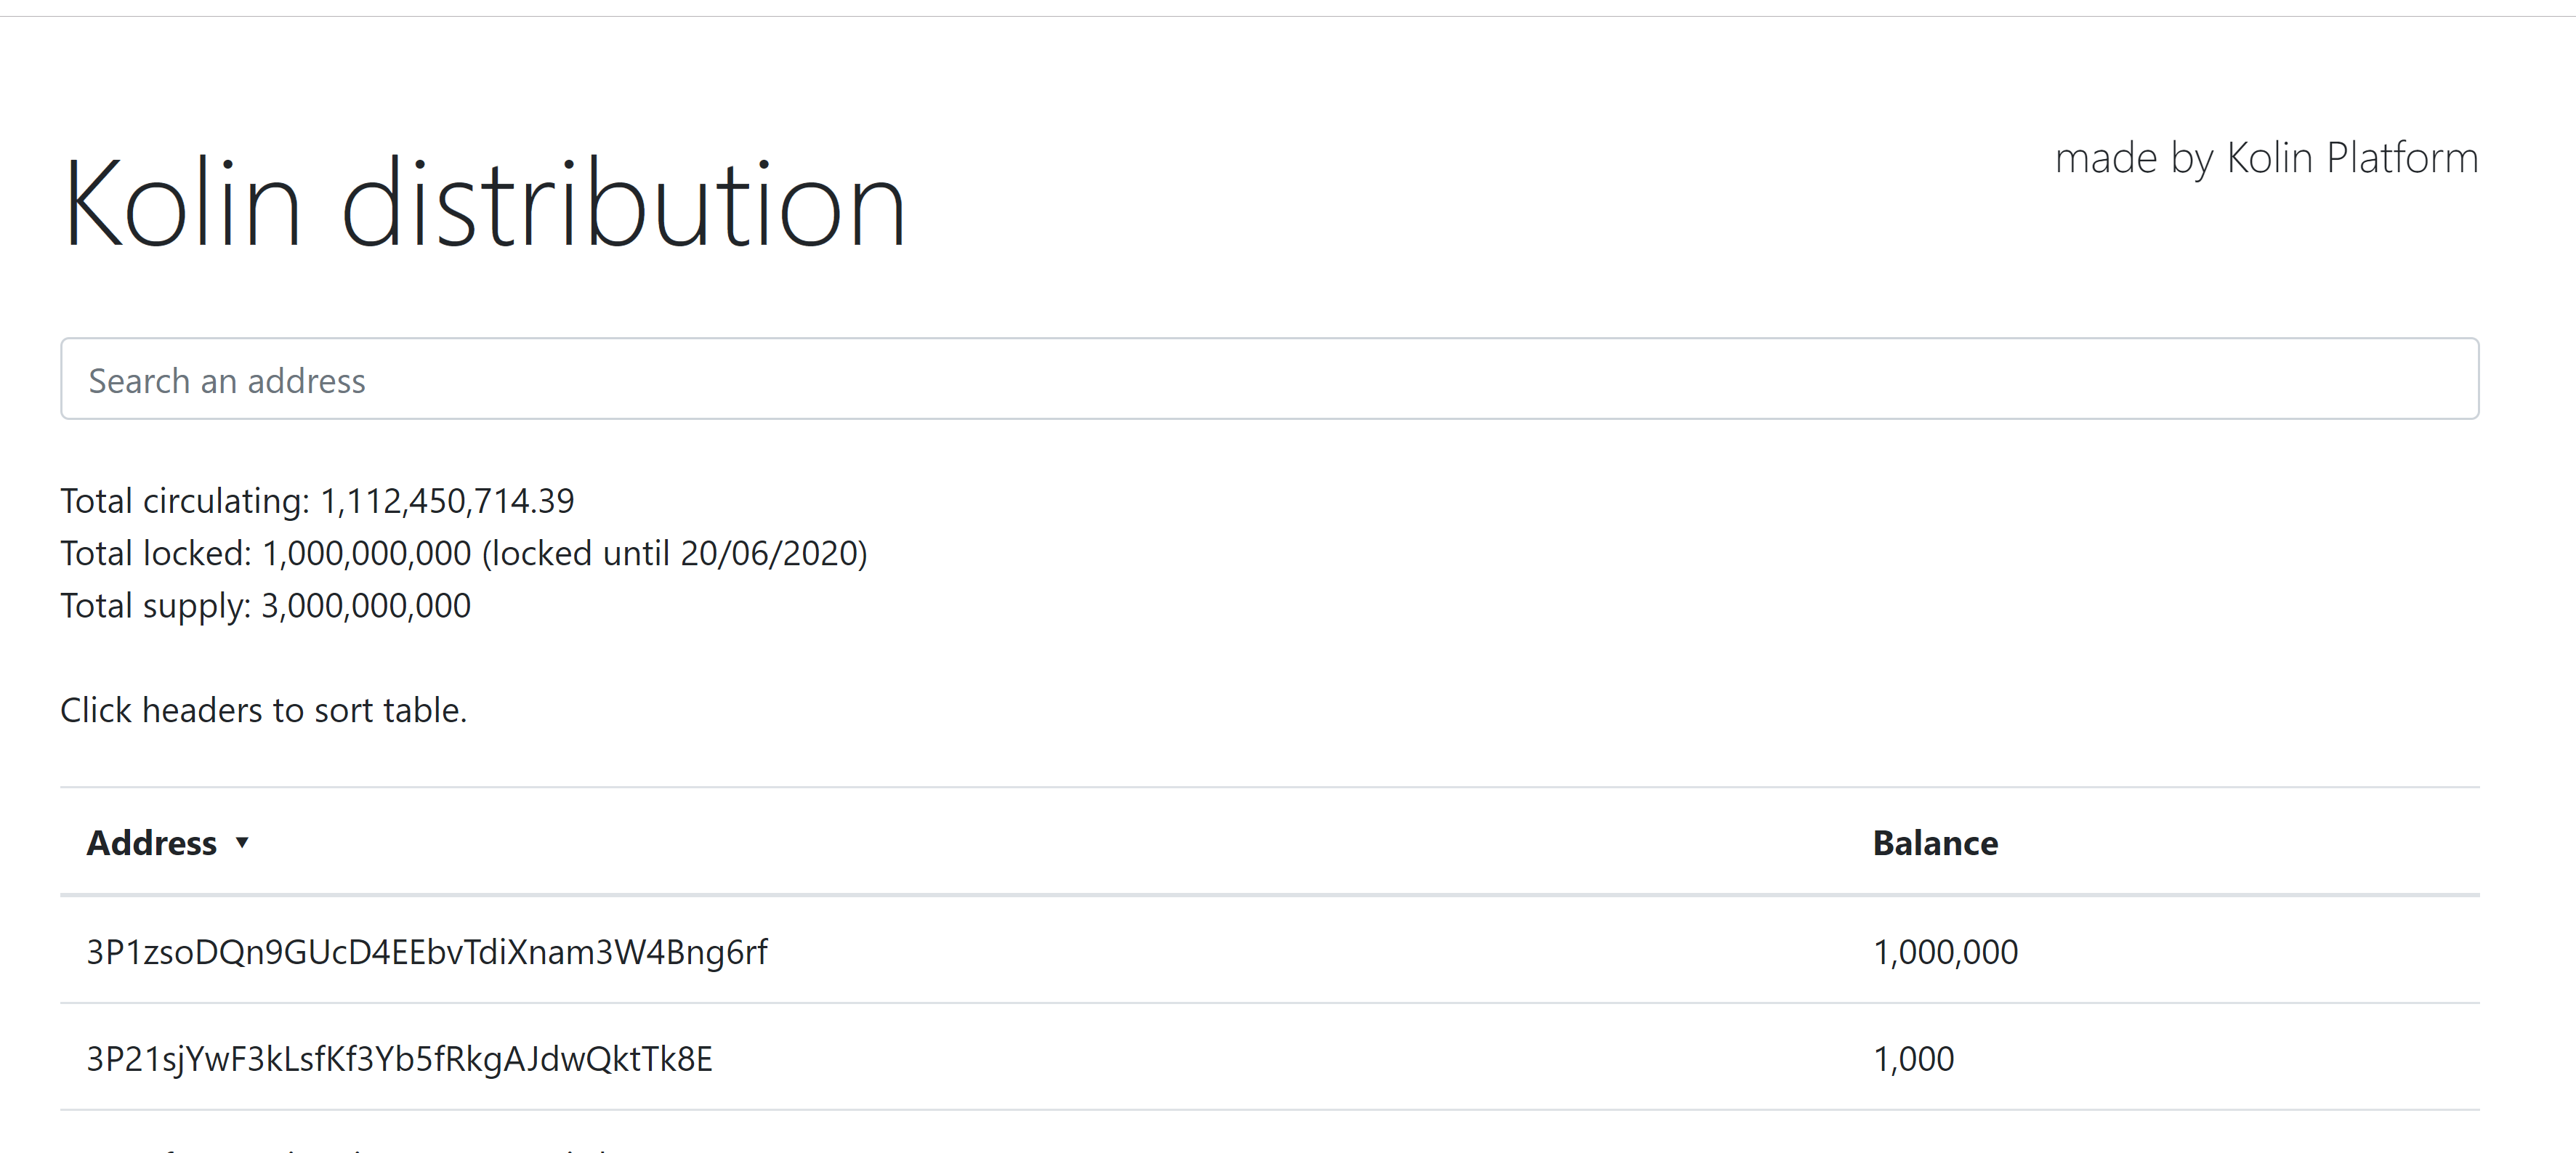 Kolin distribution
made by Kolin Platform
Search an address
Total circulating: 1,112,450,714.39
Total locked: 1,000,000,000 (locked until 20/06/2020)
Total supply: 3,000,000,000
Click headers to sort table.
Address ▼ Balance
3P1zsoDQn9GUcD4EEbvTdiXnam3W4Bng6rf 1,000,000
3P21sjYwF3kLsfKf3Yb5fRkgAJdwQktTk8E 1,000